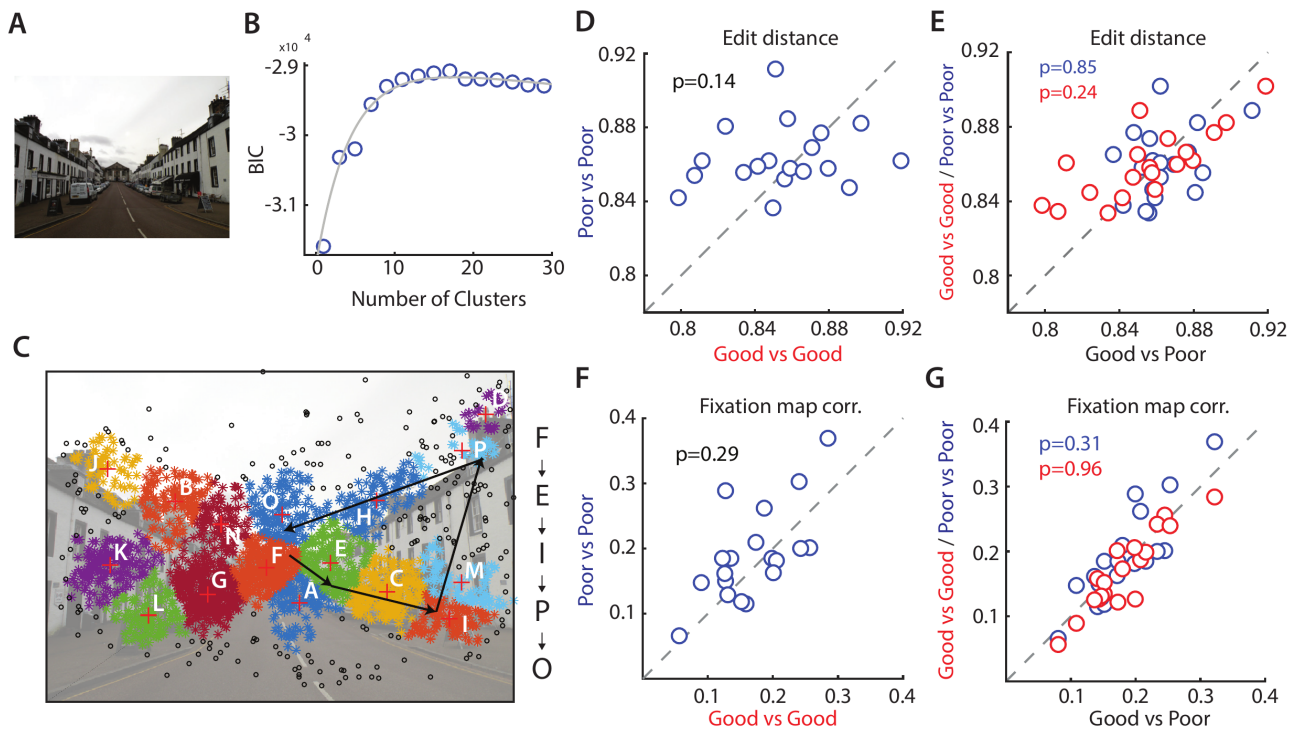 A
B
x10 4
-2.9
-3
-3.1
BIC
0
10
20
30
Number of Clusters
C
J
B
K
L
G
N
O
F
A
H
E
C
M
I
P
F
E
I
P
O
D
Edit distance
p=0.14
0.92
0.88
0.84
0.8
Poor vs Poor
0.8
0.84
0.88
0.92
Good vs Good
E
Edit distance
p=0.85
p=0.24
0.92
0.88
0.84
0.8
Good vs Good / Poor vs Poor
0.8
0.84
0.88
0.92
Good vs Poor
F
Fixation map corr.
p=0.29
0.4
0.3
0.2
0.1
Poor vs Poor
0.1
0.2
0.3
0.4
Good vs Good
G
Fixation map corr.
p=0.31
p=0.96
0.4
0.3
0.2
0.1
Good vs Good / Poor vs Poor
0.1
0.2
0.3
0.4
Good vs Poor